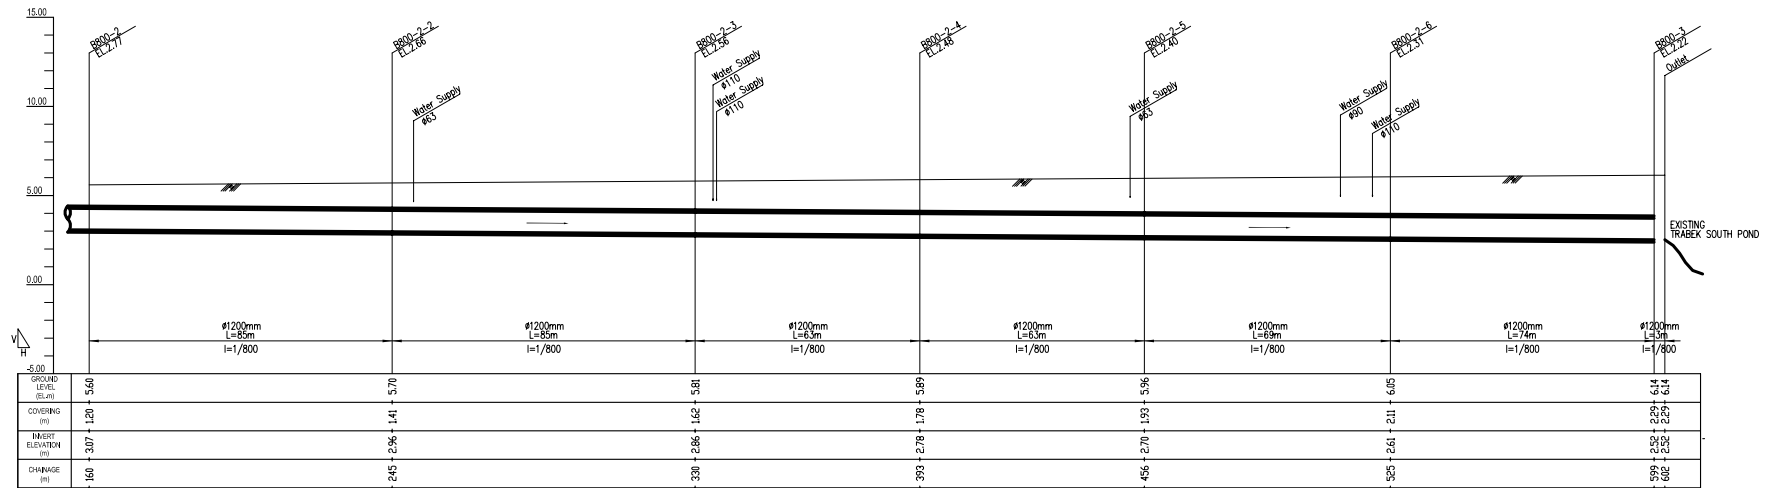 15.00
10.00
5.00
0.00
-5.00
V
H
B800-2
EL.2.77
B800-2-2
EL.2.66
B800-2-3
EL.2.56
B800-2-4
EL.2.48
B800-2-5
EL.2.40
B800-2-6
EL.2.31
B800-3
EL.2.22
Outlet
Water Supply
ø63
Water Supply
ø110
Water Supply
ø110
Water Supply
ø63
Water Supply
ø90
Water Supply
ø110
EXISTING
TRABEK SOUTH POND
ø1200mm
L=85m
I=1/800
ø1200mm
L=85m
I=1/800
ø1200mm
L=63m
I=1/800
ø1200mm
L=63m
I=1/800
ø1200mm
L=69m
I=1/800
ø1200mm
L=74m
I=1/800
ø1200mm
L=3m
I=1/800
GROUND
LEVEL
(EL.m)
5.60 5.70 5.81 5.89 5.96 6.05 6.14 6.14
COVERING
(m)
1.20 1.41 1.62 1.78 1.93 2.11 2.29 2.29
INVERT
ELEVATION
(m)
3.07 2.96 2.86 2.78 2.70 2.61 2.52 2.52
CHAINAGE
(m)
160 245 330 393 456 525 599 602